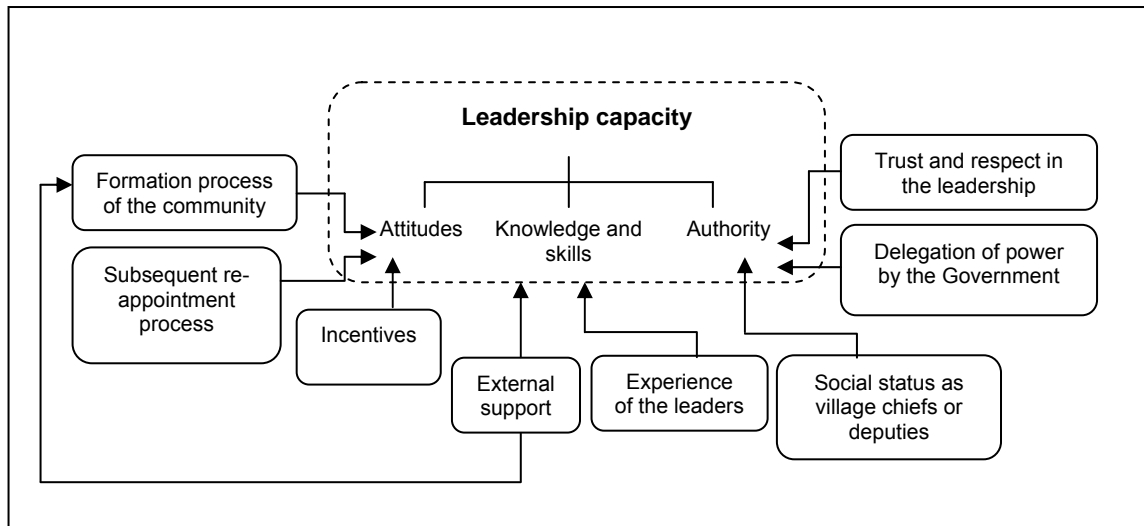 Leadership capacity
Formation process
of the community
Trust and respect in
the leadership
Attitudes
Knowledge and
skills
Authority
Subsequent re-
appointment
process
Delegation of power
by the Government
Incentives
External
support
Experience
of the leaders
Social status as
village chiefs or
deputies